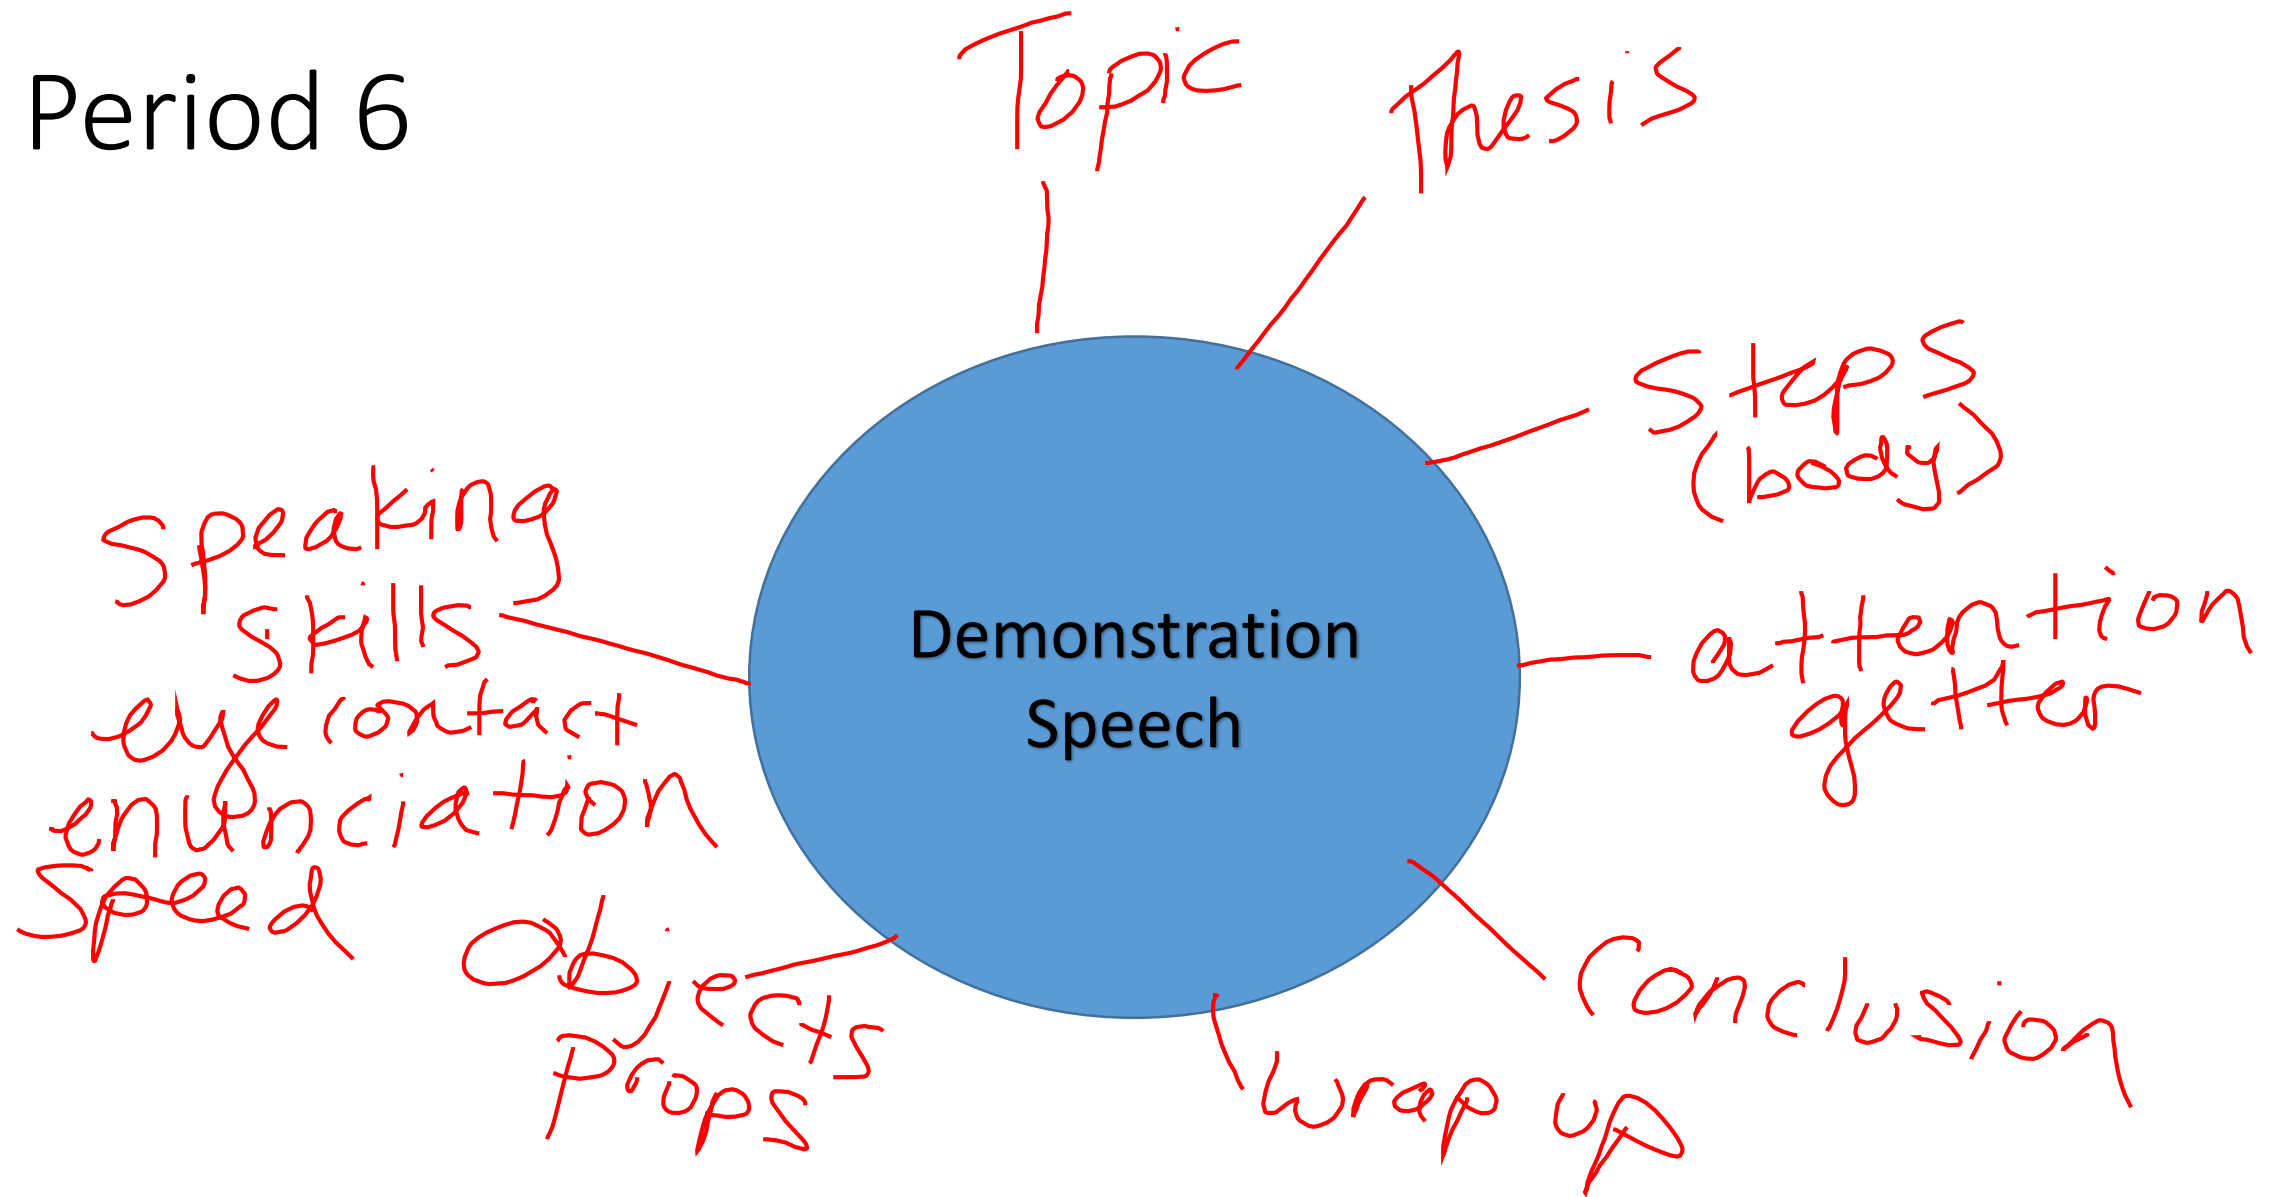 Period 6
Topic
Thesis
Steps
(body)
attention
getter
Conclusion
wrap up
Objects
props
Speaking
skills
eye contact
enunciation
speed
Demonstration
Speech